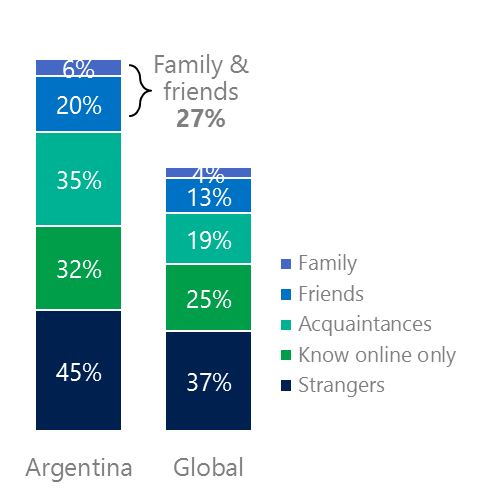 6%
Family &
friends
27%
20%
35%
32%
45%
4%
13%
19%
25%
37%
Family
Friends
Acquaintances
Know online only
Strangers
Argentina
Global